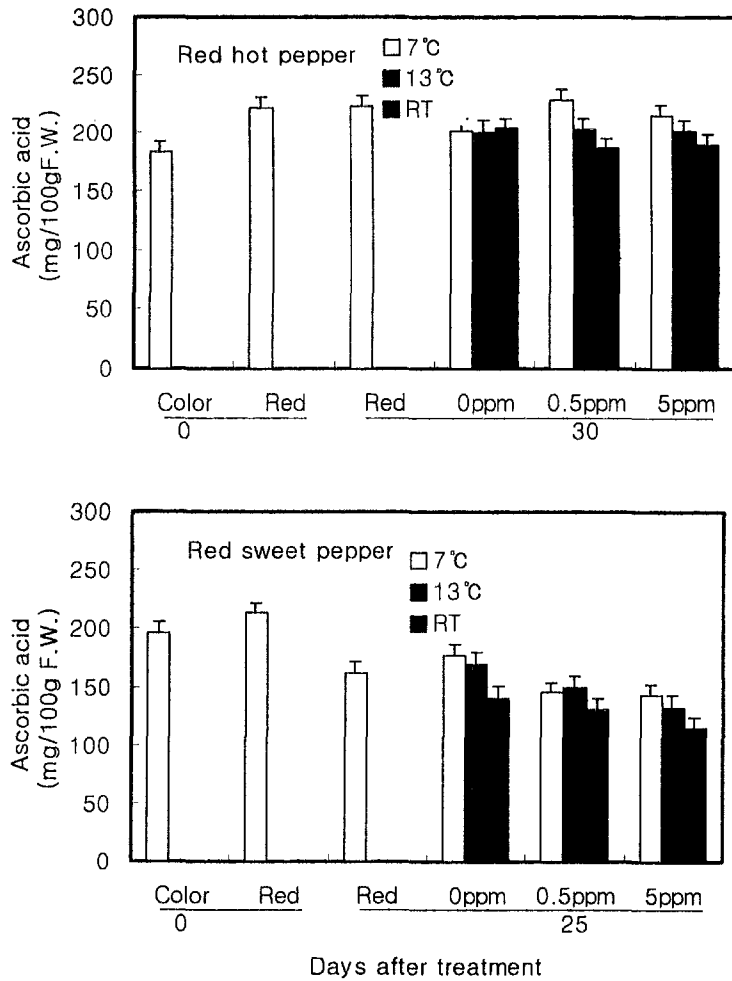 300
Red hot pepper
7℃
13℃
RT
250
200
150
100
50
0
Ascorbic acid
(mg/100gF.W.)
Color Red Red 0ppm 0.5ppm 5ppm
0 30
300
Red sweet pepper
7℃
13℃
RT
250
200
150
100
50
0
Ascorbic acid
(mg/100g F.W.)
Color Red Red 0ppm 0.5ppm 5ppm
0 25
Days after treatment